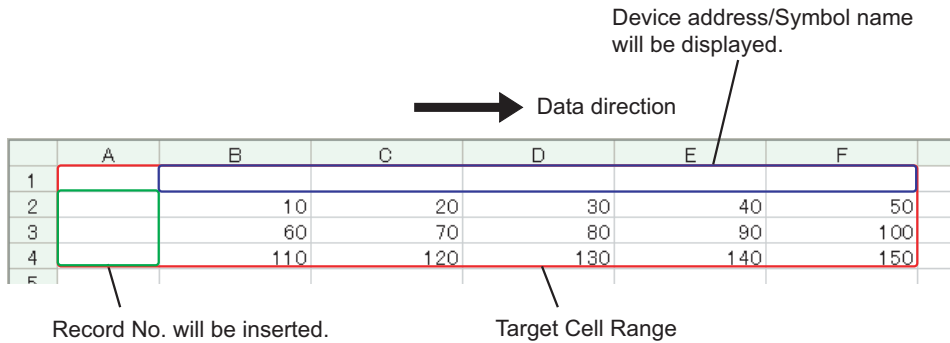 Device address/Symbol name
will be displayed.
Data direction
A B C D E F
1
2 10 20 30 40 50
3 60 70 80 90 100
4 110 120 130 140 150
5
Record No. will be inserted.
Target Cell Range